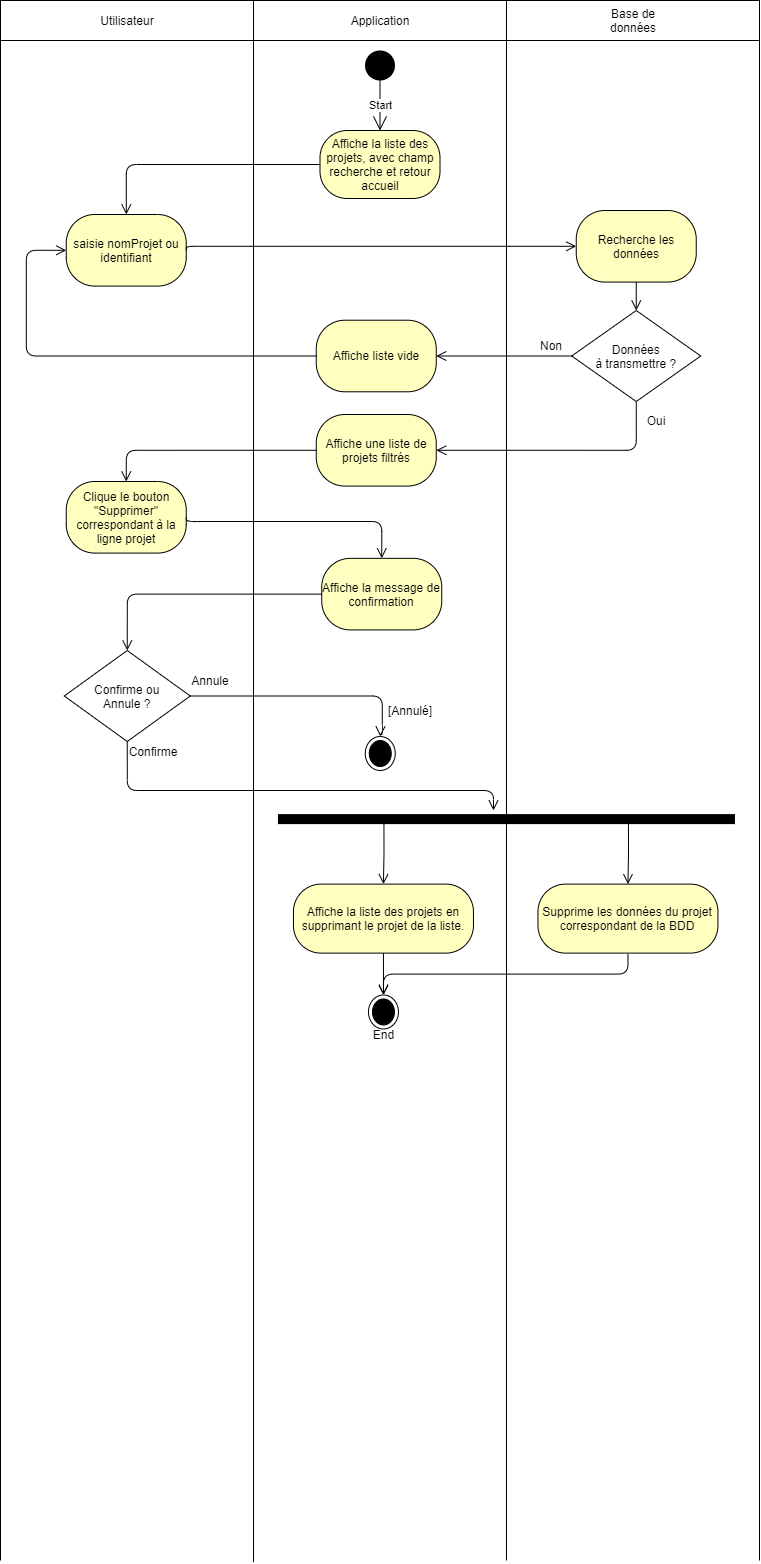 Utilisateur
Application
Base de
données
Start
Affiche la liste des
projets, avec champ
recherche et retour
accueil
saisie nomProjet ou
identifiant
Recherche les
données
Affiche liste vide
Non
Données
à transmettre ?
Oui
Affiche une liste de
projets filtrés
Clique le bouton
"Supprimer"
correspondant à la
ligne projet
Affiche la message de
confirmation
Confirme ou
Annule ?
Annule
[Annulé]
Confirme
Affiche la liste des projets en
supprimant le projet de la liste.
Supprime les données du projet
correspondant de la BDD
End